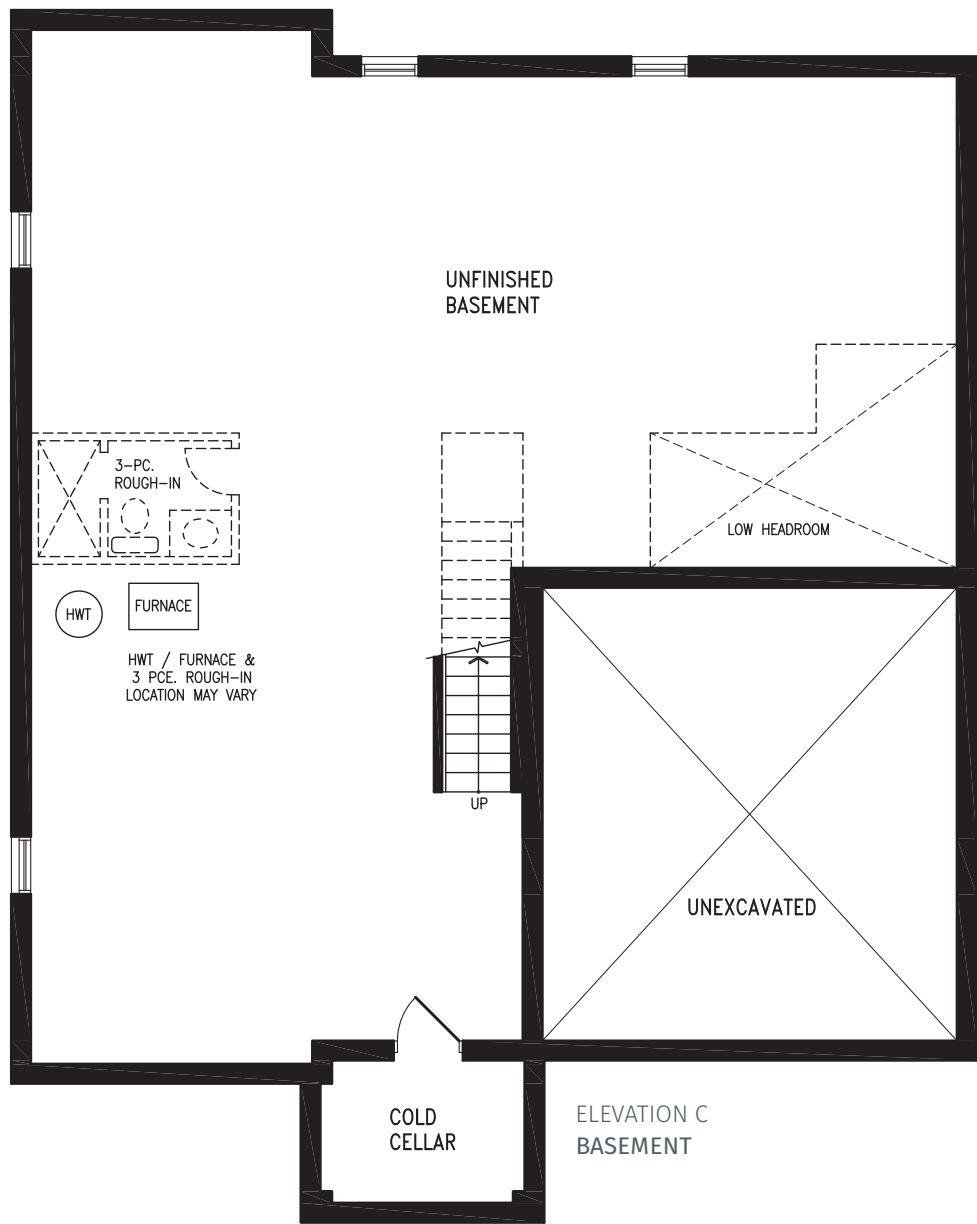 UNFINISHED
BASEMENT
3-PC.
ROUGH-IN
LOW HEADROOM
HWT
FURNACE
HWT / FURNACE &
3 PCE. ROUGH-IN
LOCATION MAY VARY
UP
UNEXCAVATED
COLD
CELLAR
ELEVATION C
BASEMENT